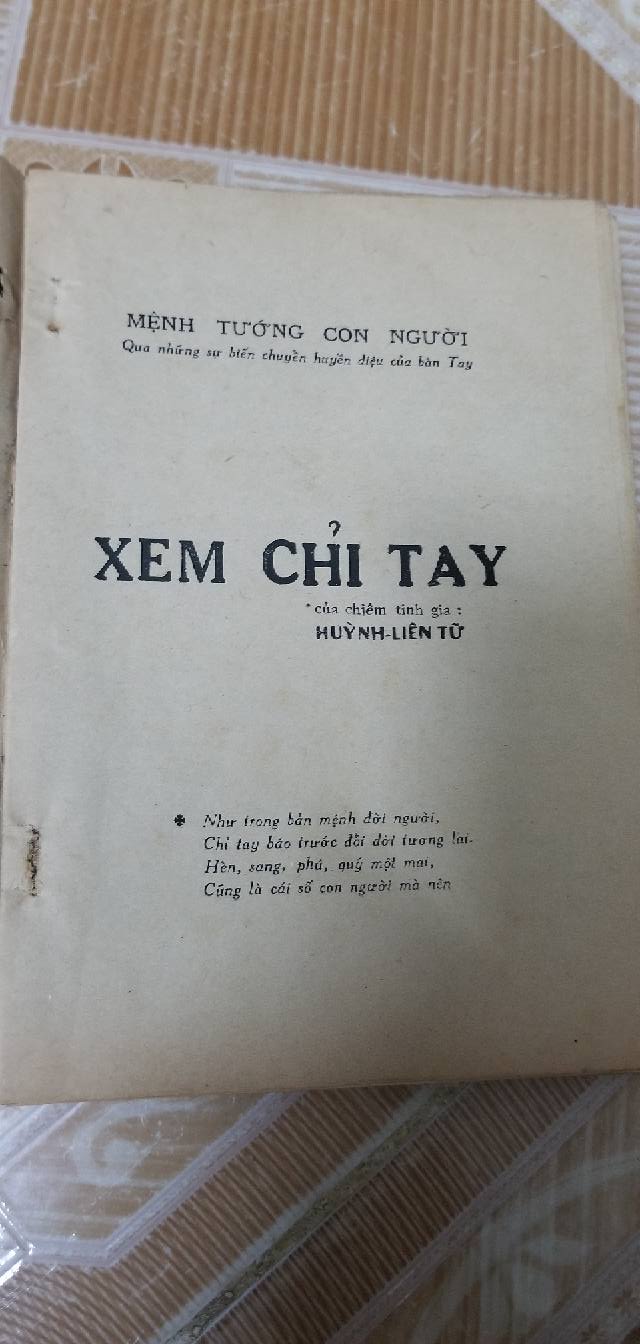 MỆNH TƯỚNG CON NGƯỜI
Qua những sự biến chuyển huyền diệu của bàn Tay
XEM CHỈ TAY
*của chiêm tinh gia :
HUỲNH-LIÊN TỬ
Như trong bản mệnh đời người,
Chỉ tay báo trước đổi đời tương lai.
Hèn, sang, phú, quý một mai,
Cũng là cái số con người mà nên